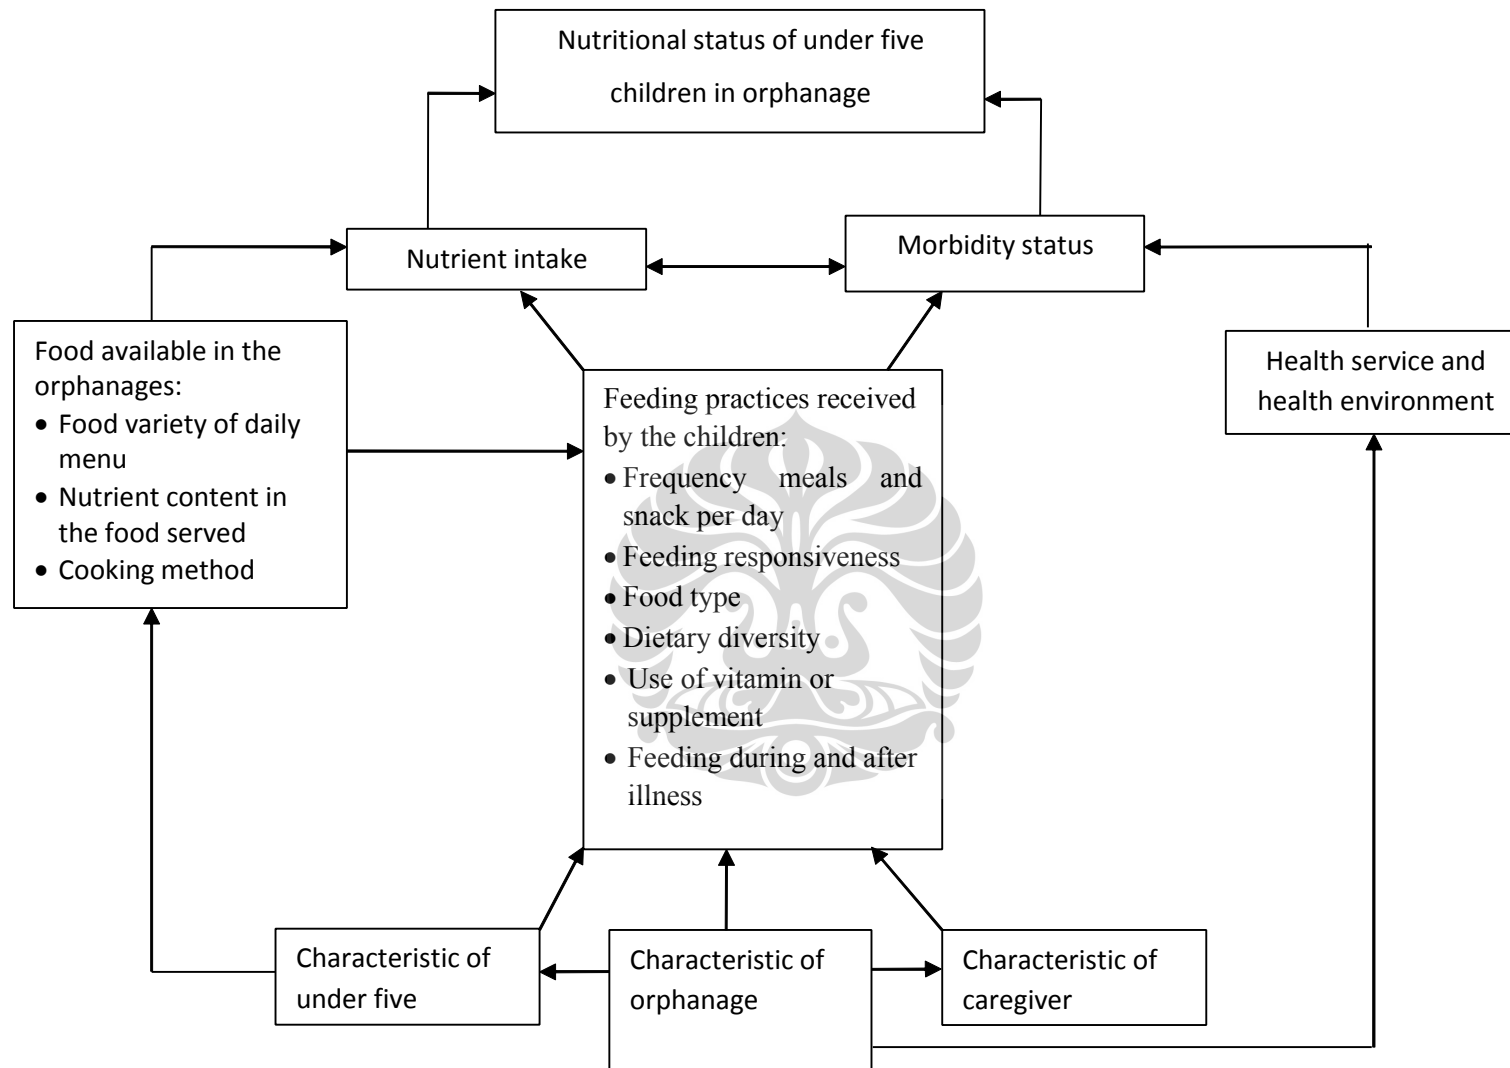 Nutritional status of under five
children in orphanage
Nutrient intake
Morbidity status
Food available in the
orphanages:
• Food variety of daily
menu
• Nutrient content in
the food served
• Cooking method
Feeding practices received
by the children:
• Frequency meals and
snack per day
• Feeding responsiveness
• Food type
• Dietary diversity
• Use of vitamin or
supplement
• Feeding during and after
illness
Health service and
health environment
Characteristic of
under five
Characteristic of
orphanage
Characteristic of
caregiver